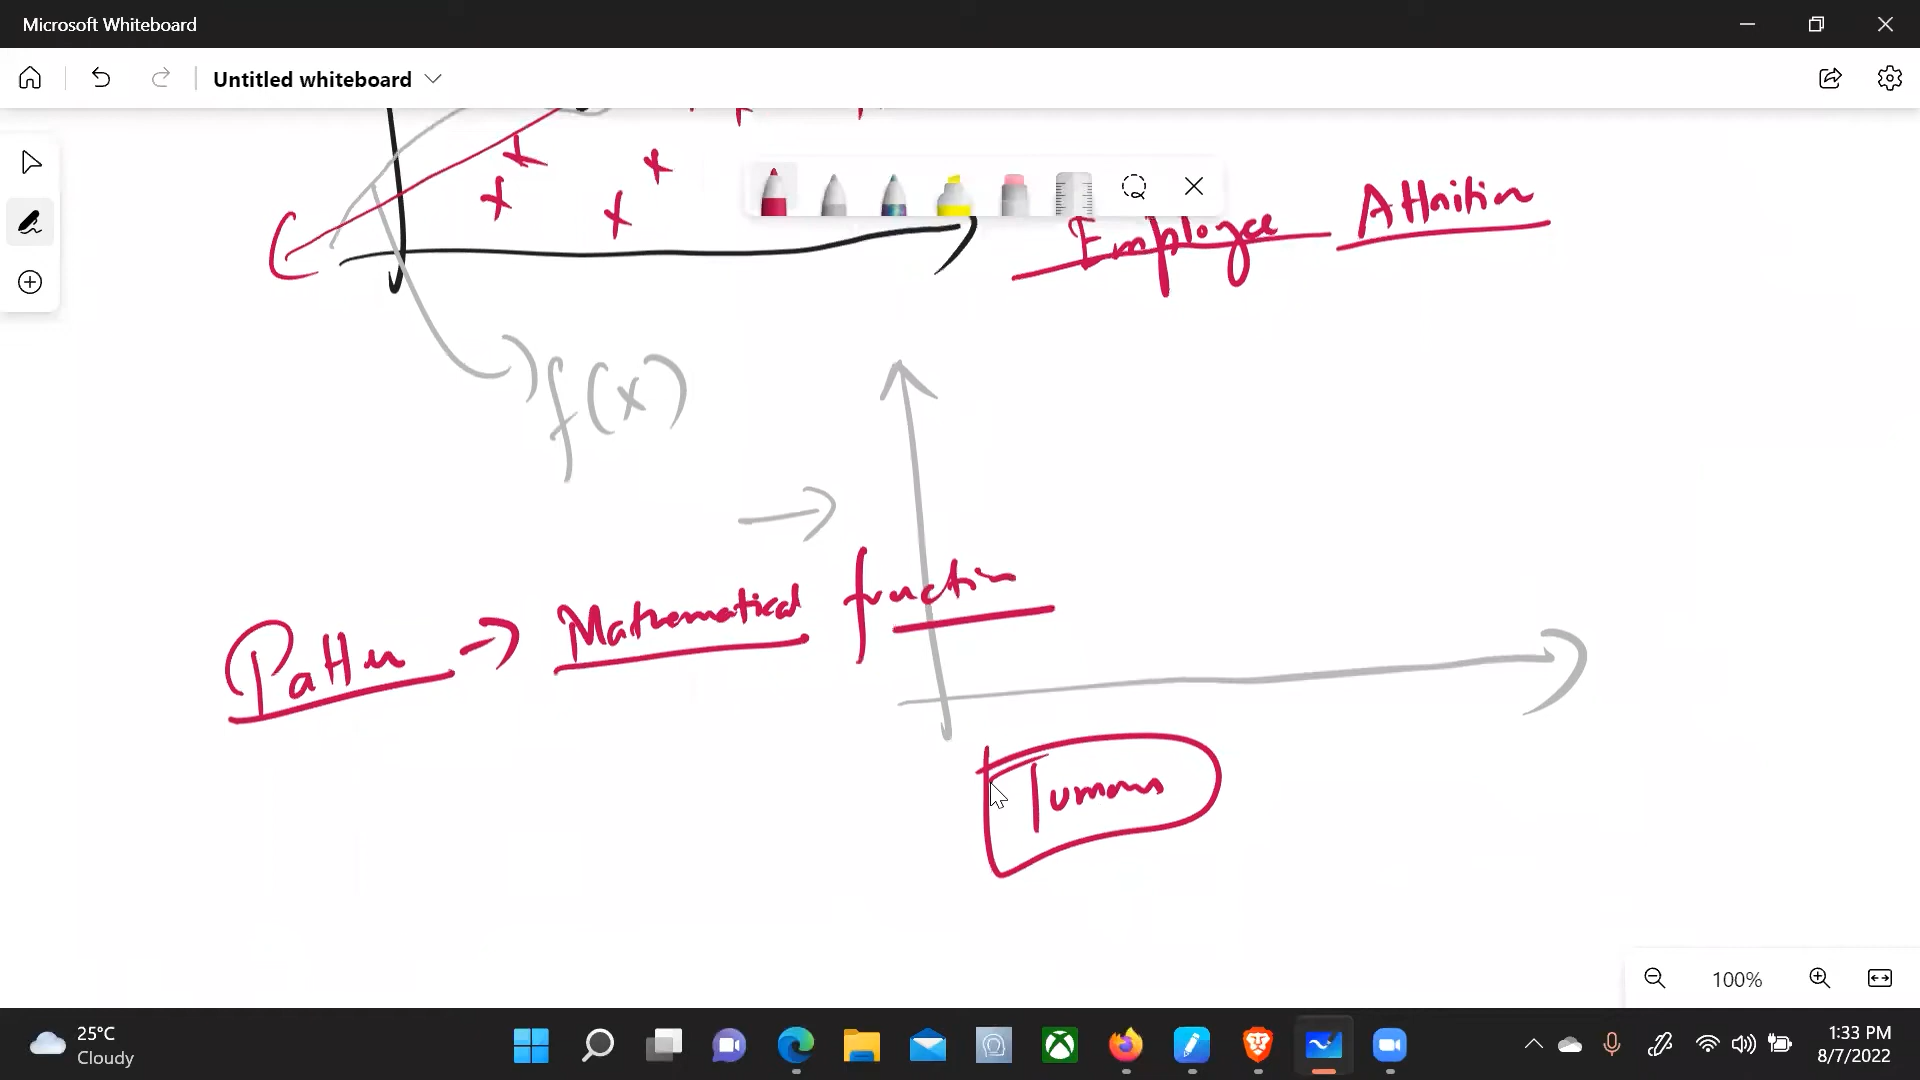 Microsoft Whiteboard
Untitled whiteboard
Employee Attrition
f(x)
Pattern → Mathematical function
Tumors
100%
25°C
Cloudy
1:33 PM
8/7/2022